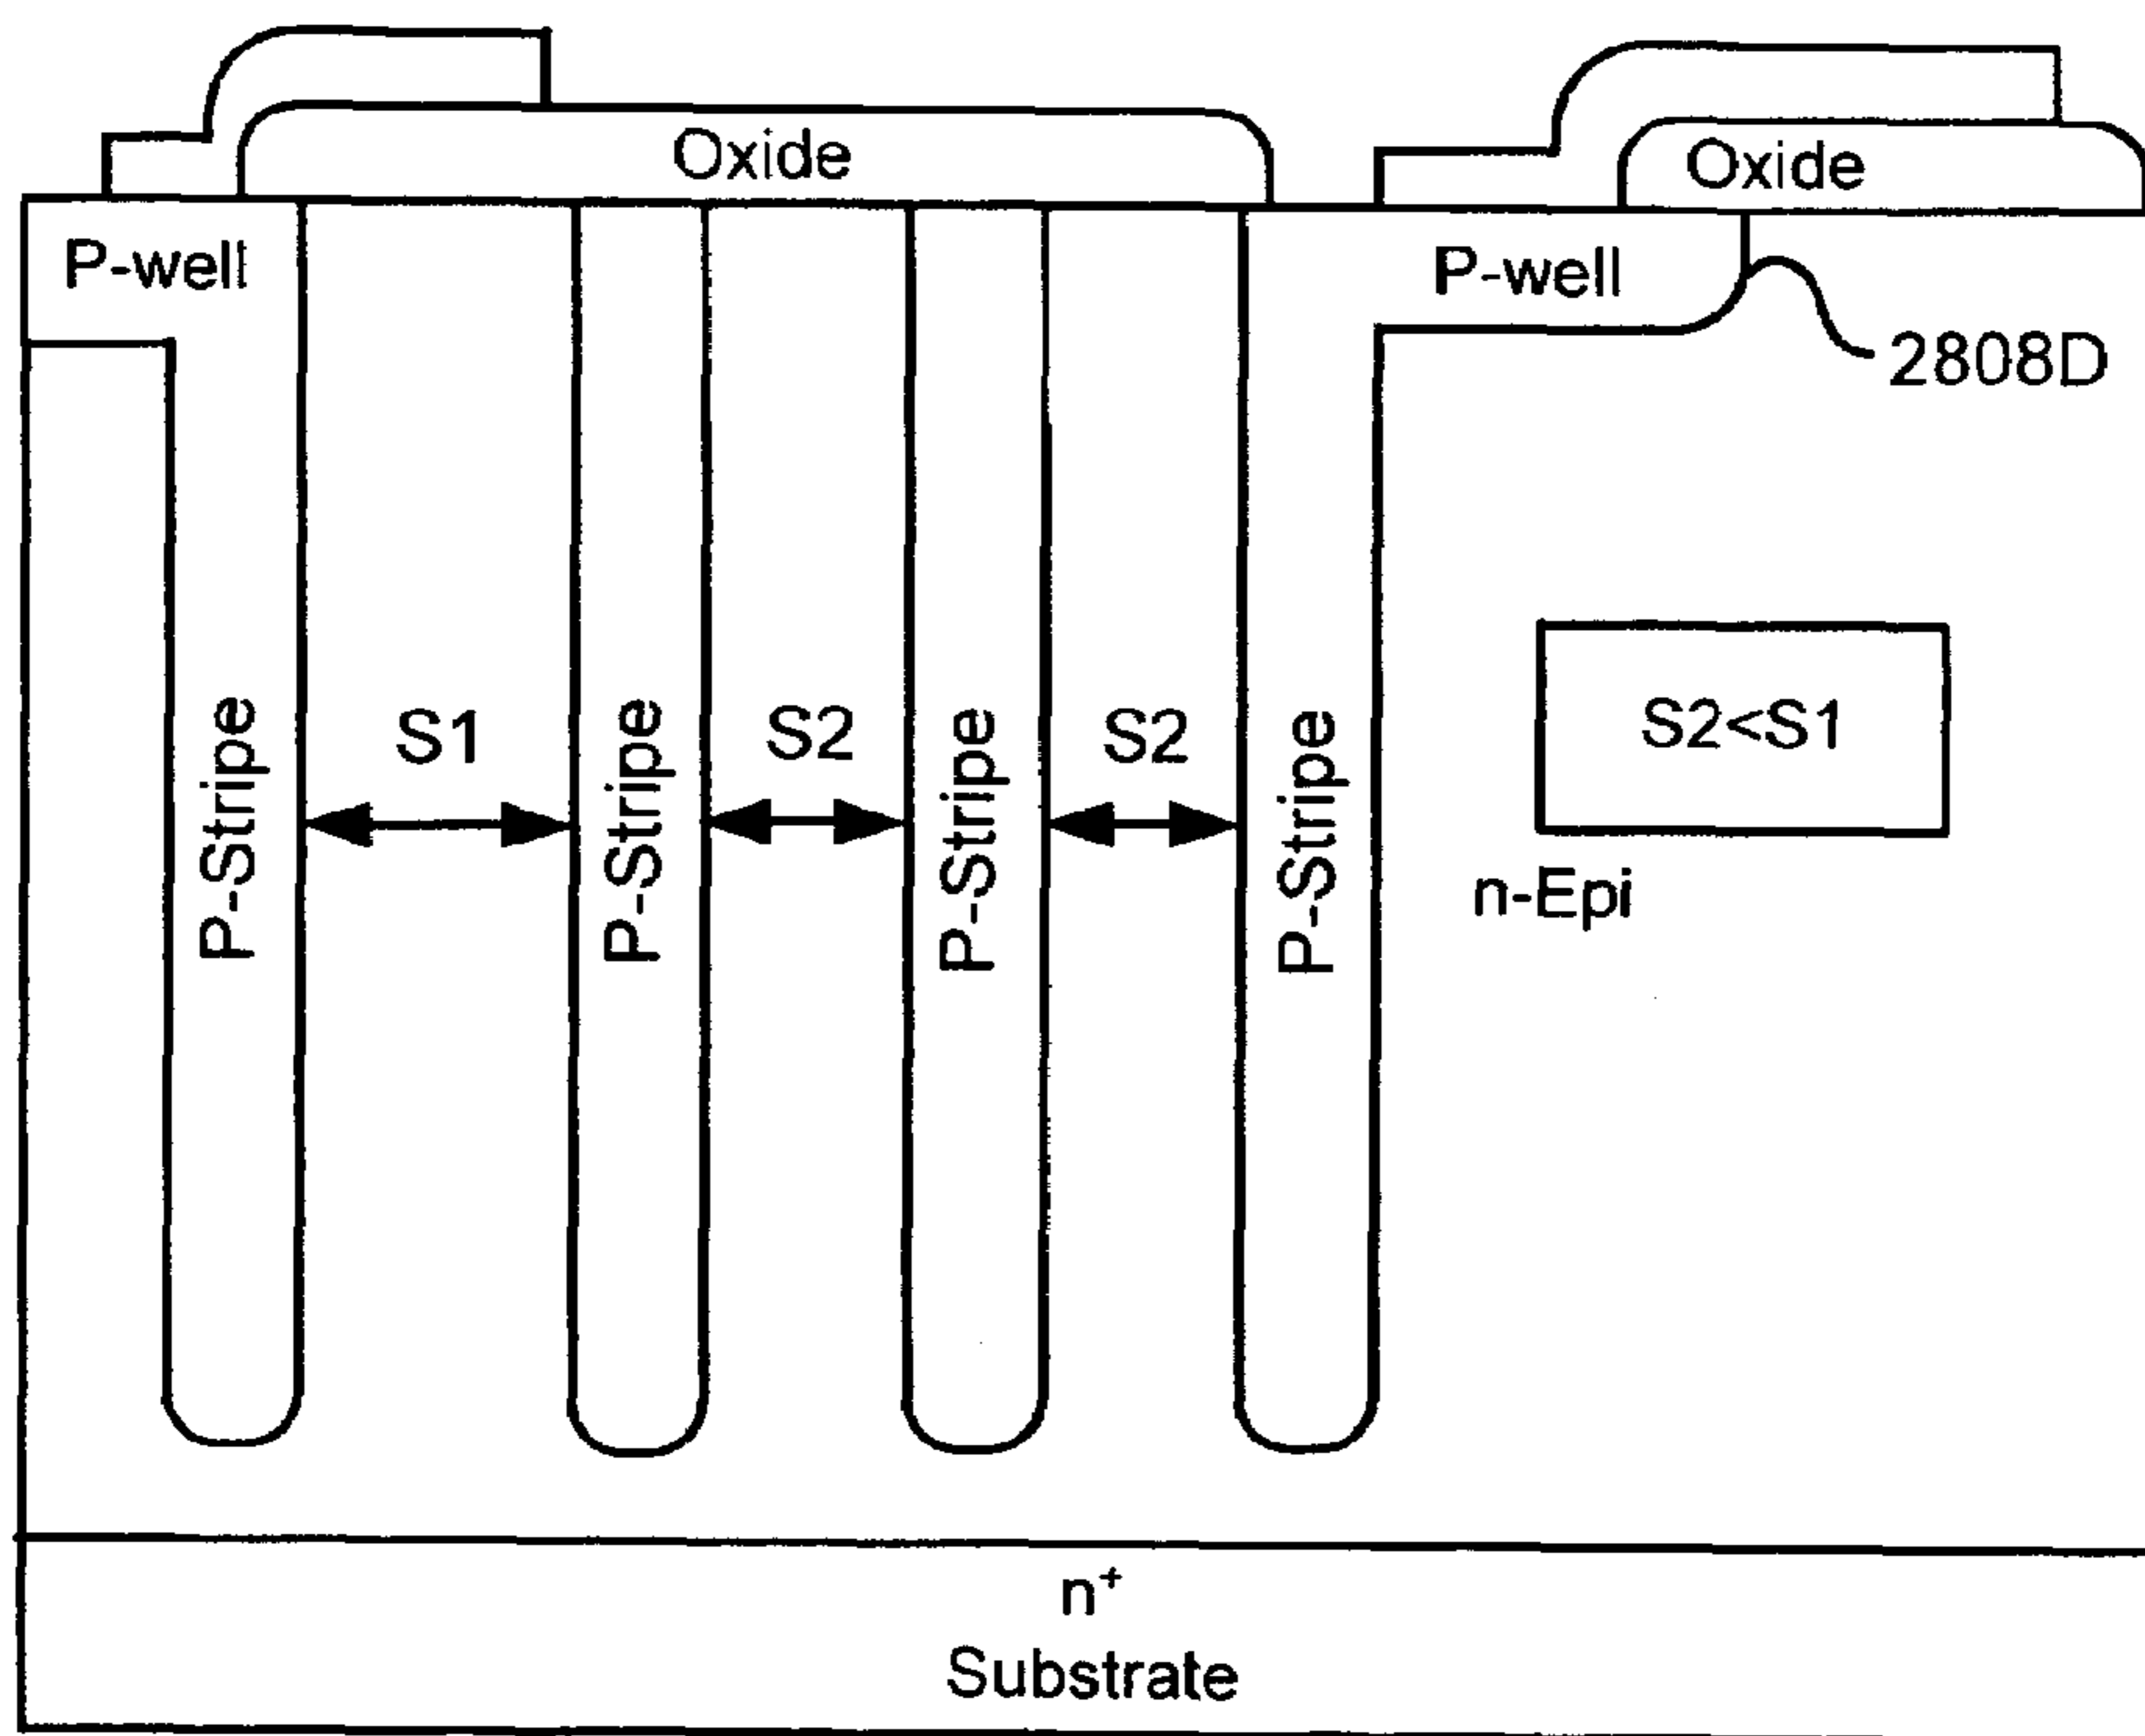 Oxide
Oxide
P-well
P-well
2808D
P-Stripe
S1
P-Stripe
S2
P-Stripe
S2
P-Stripe
S2<S1
n-Epi
n⁺
Substrate